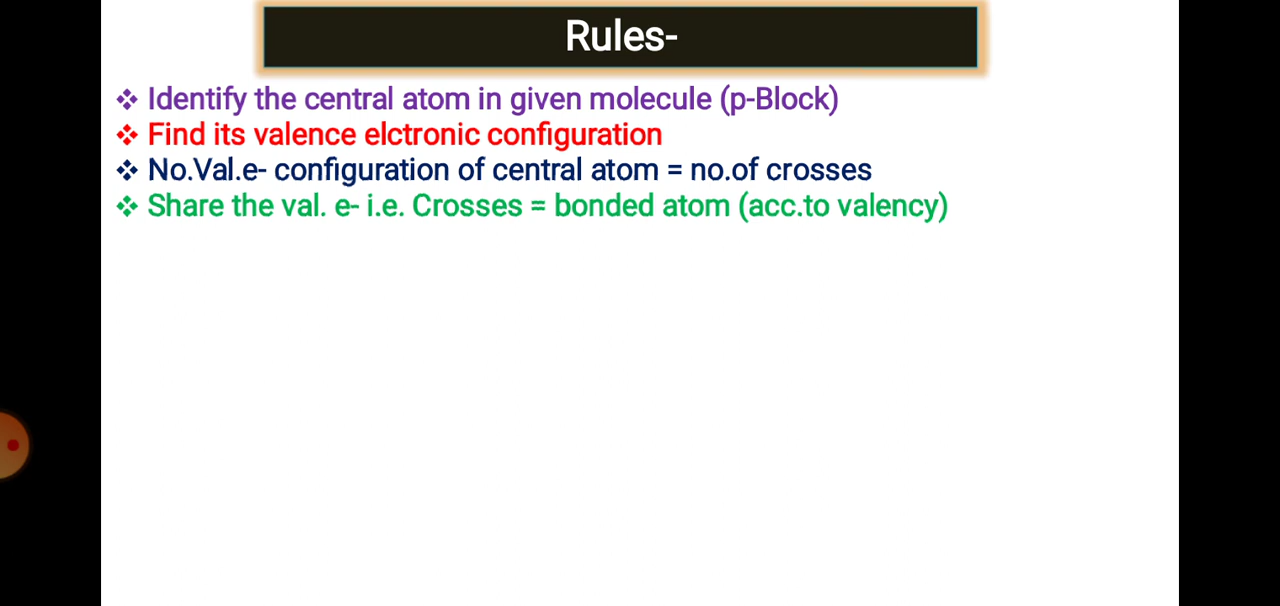 Rules-
❖ Identify the central atom in given molecule (p-Block)
❖ Find its valence elctronic configuration
❖ No.Val.e- configuration of central atom = no.of crosses
❖ Share the val. e- i.e. Crosses = bonded atom (acc.to valency)